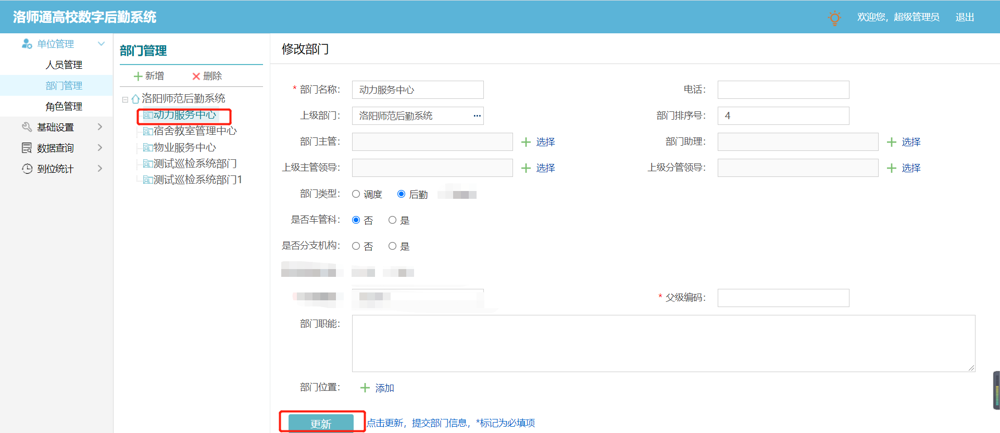 洛师通高校数字后勤系统
欢迎您，超级管理员 退出
单位管理
人员管理
部门管理
角色管理
基础设置
数据查询
到位统计
部门管理
新增 删除
洛阳师范后勤系统
动力服务中心
宿舍教室管理中心
物业服务中心
测试巡检系统部门
测试巡检系统部门1
修改部门
* 部门名称： 动力服务中心 电话：
上级部门： 洛阳师范后勤系统 ··· 部门排序号： 4
部门主管： 选择 部门助理： 选择
上级主管领导： 选择 上级分管领导： 选择
部门类型： 调度 后勤
是否车管科： 否 是
是否分支机构： 否 是
* 父级编码：
部门职能：
部门位置： 添加
更新 点击更新，提交部门信息，*标记为必填项